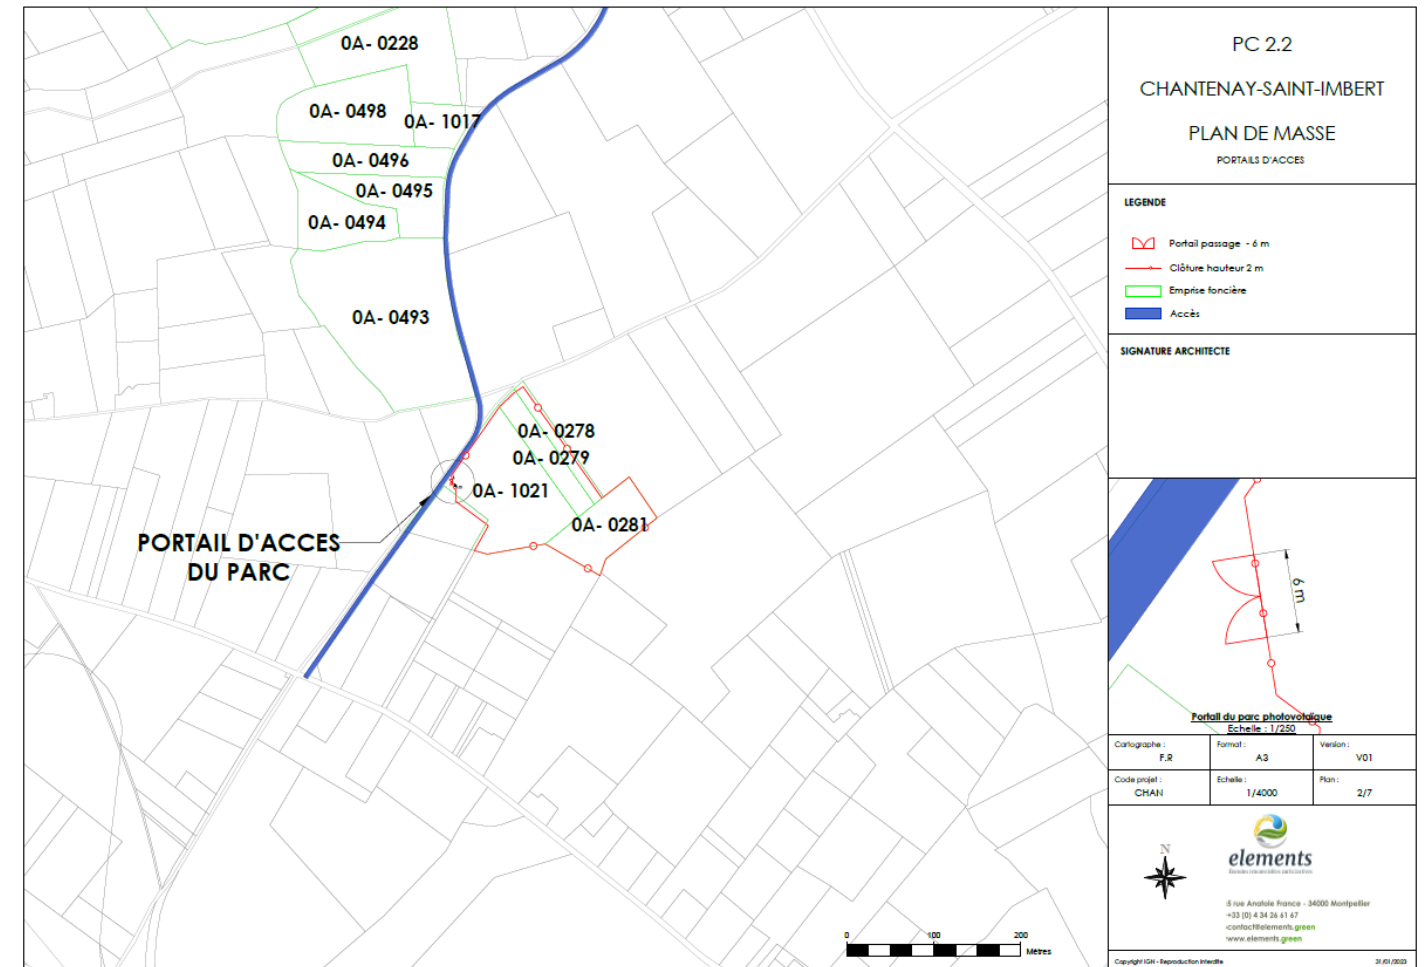 0A- 0228
0A- 0498
0A- 1017
0A- 0496
0A- 0495
0A- 0494
0A- 0493
0A- 0278
0A- 0279
0A- 1021
0A- 0281
PORTAIL D'ACCES
DU PARC
0
100
200
Mètres
PC 2.2
CHANTENAY-SAINT-IMBERT
PLAN DE MASSE
PORTAILS D'ACCES
LEGENDE
Portail passage - 6 m
Clôture hauteur 2 m
Emprise foncière
Accès
SIGNATURE ARCHITECTE
6 m
Portail du parc photovotaïque
Echelle : 1/250
Cartographe :
F.R
Format :
A3
Version :
V01
Code projet :
CHAN
Echelle :
1/4000
Plan :
2/7
N
elements
5 rue Anatole France - 34000 Montpellier
+33 (0) 4 34 26 61 67
contact@elements.green
www.elements.green
Copyright IGN - Reproduction interdite
31/01/2023